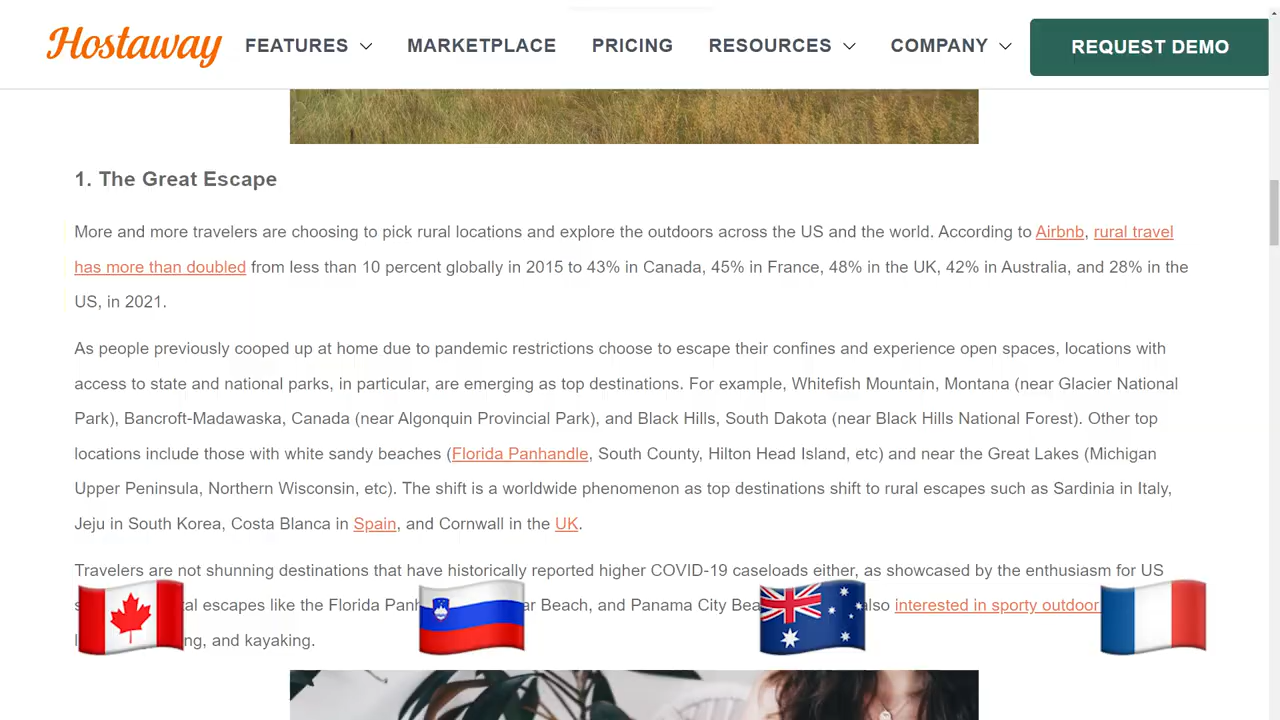 Hostaway FEATURES MARKETPLACE PRICING RESOURCES COMPANY REQUEST DEMO
1. The Great Escape
More and more travelers are choosing to pick rural locations and explore the outdoors across the US and the world. According to Airbnb, rural travel
has more than doubled from less than 10 percent globally in 2015 to 43% in Canada, 45% in France, 48% in the UK, 42% in Australia, and 28% in the
US, in 2021.
As people previously cooped up at home due to pandemic restrictions choose to escape their confines and experience open spaces, locations with
access to state and national parks, in particular, are emerging as top destinations. For example, Whitefish Mountain, Montana (near Glacier National
Park), Bancroft-Madawaska, Canada (near Algonquin Provincial Park), and Black Hills, South Dakota (near Black Hills National Forest). Other top
locations include those with white sandy beaches (Florida Panhandle, South County, Hilton Head Island, etc) and near the Great Lakes (Michigan
Upper Peninsula, Northern Wisconsin, etc). The shift is a worldwide phenomenon as top destinations shift to rural escapes such as Sardinia in Italy,
Jeju in South Korea, Costa Blanca in Spain, and Cornwall in the UK.
Travelers are not shunning destinations that have historically reported higher COVID-19 caseloads either, as showcased by the enthusiasm for US
escapes like the Florida Beach, and Panama City interested in sporty outdoor
and kayaking.